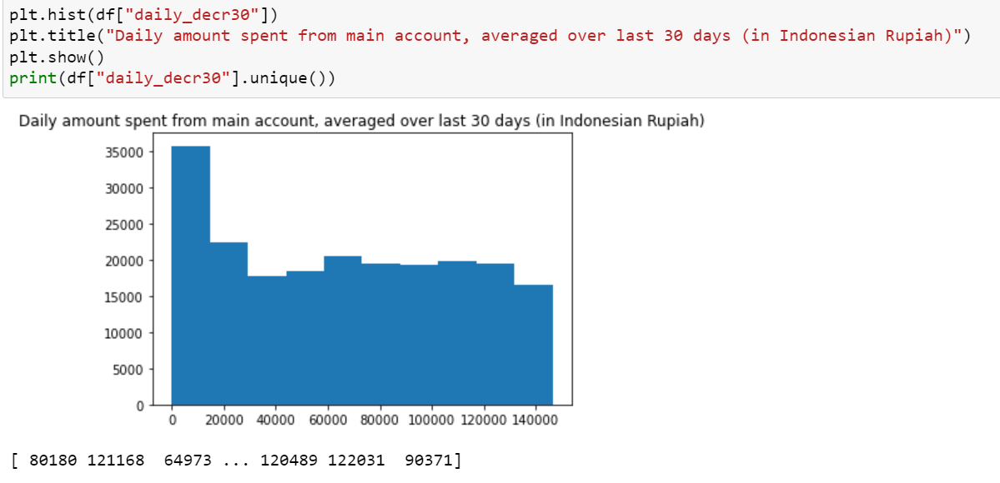 plt.hist(df["daily_decr30"])
plt.title("Daily amount spent from main account, averaged over last 30 days (in Indonesian Rupiah)")
plt.show()
print(df["daily_decr30"].unique())
Daily amount spent from main account, averaged over last 30 days (in Indonesian Rupiah)
35000
30000
25000
20000
15000
10000
5000
0
0 20000 40000 60000 80000 100000 120000 140000
[ 80180 121168  64973 ... 120489 122031  90371]